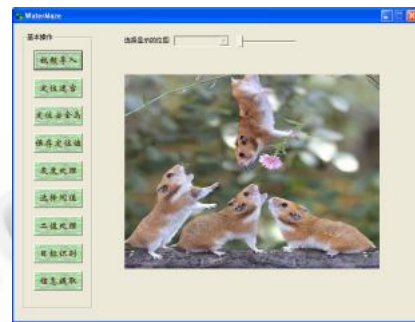 WaterMaze
基本操作
选择显示的位图
视频导入
定位迷宫
定位安全岛
保存定位值
灰度处理
选择阈值
二值处理
目标识别
信息提取